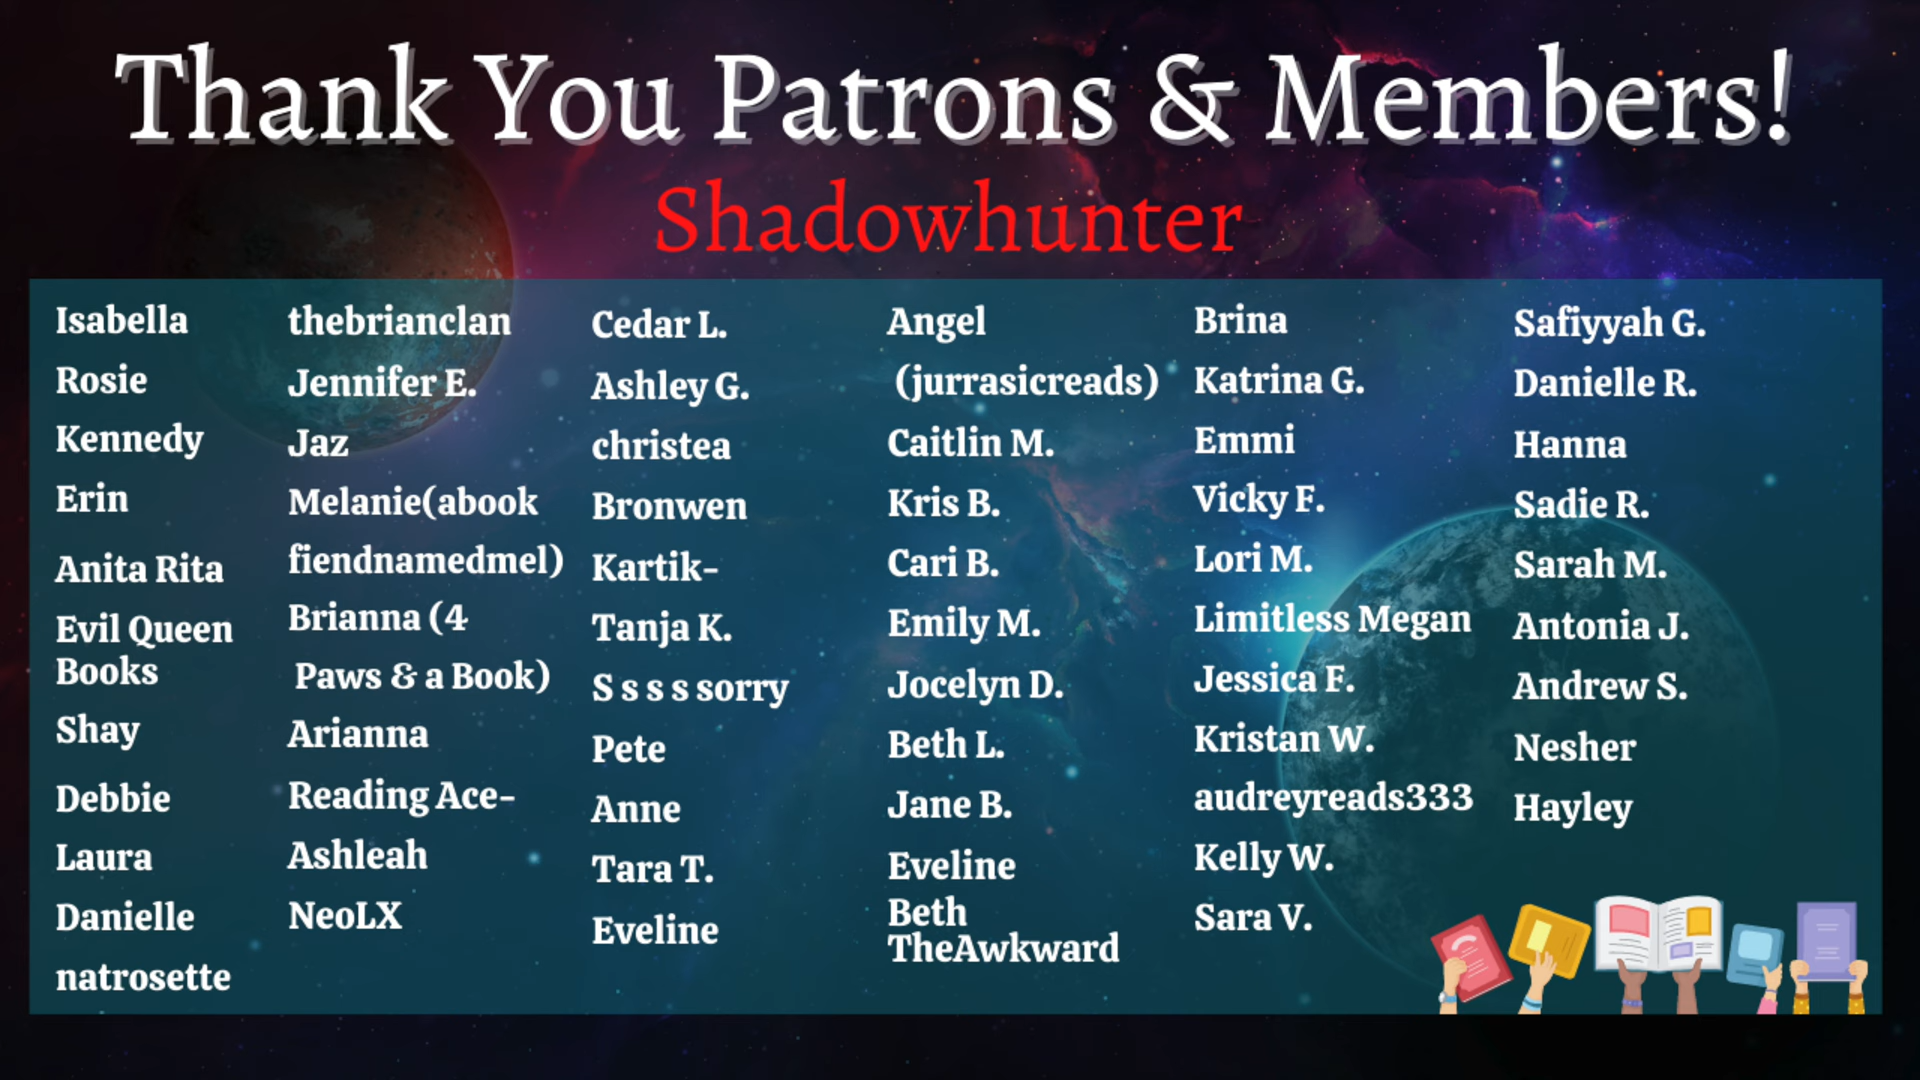 Thank You Patrons & Members!
Shadowhunter
Isabella
Rosie
Kennedy
Erin
Anita Rita
Evil Queen
Books
Shay
Debbie
Laura
Danielle
natrosette
thebrianclan
Jennifer E.
Jaz
Melanie(abook
fiendnamedmel)
Brianna (4
Paws & a Book)
Arianna
Reading Ace-
Ashleah
NeoLX
Cedar L.
Ashley G.
christea
Bronwen
Kartik-
Tanja K.
S s s s sorry
Pete
Anne
Tara T.
Eveline
Angel
(jurrasicreads)
Caitlin M.
Kris B.
Cari B.
Emily M.
Jocelyn D.
Beth L.
Jane B.
Eveline
Beth
TheAwkward
Brina
Katrina G.
Emmi
Vicky F.
Lori M.
Limitless Megan
Jessica F.
Kristan W.
audreyreads333
Kelly W.
Sara V.
Safiyyah G.
Danielle R.
Hanna
Sadie R.
Sarah M.
Antonia J.
Andrew S.
Nesher
Hayley